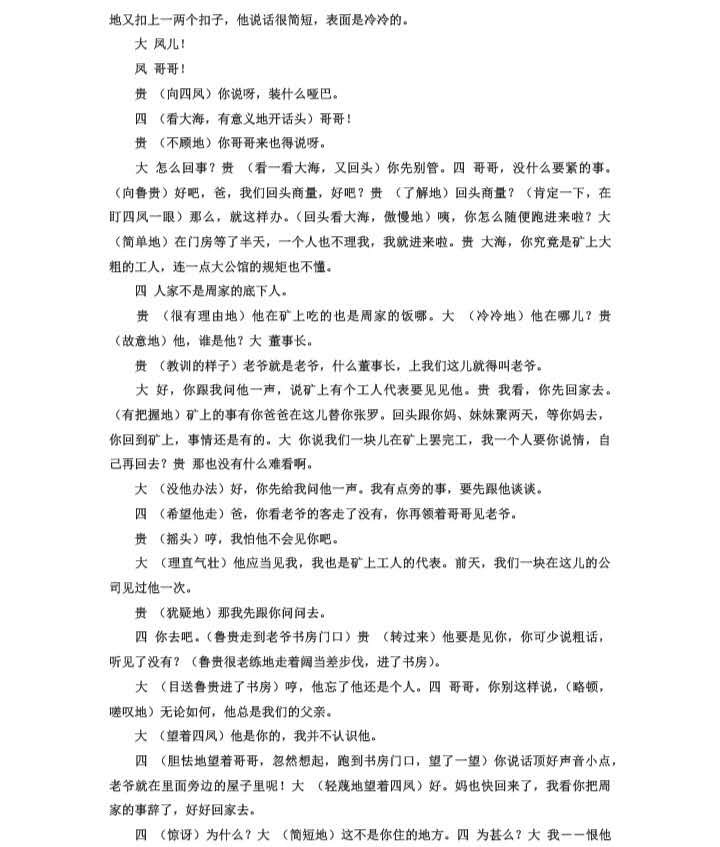 地又扣上一两个扣子，他说话很简短，表面是冷冷的。
大 凤儿！
凤 哥哥！
贵 （向四凤）你说呀，装什么哑巴。
四 （看大海，有意义地开话头）哥哥！
贵 （不顾地）你哥哥来也得说呀。
大 怎么回事？贵 （看一看大海，又回头）你先别管。四 哥哥，没什么要紧的事。
（向鲁贵）好吧，爸，我们回头商量，好吧？贵 （了解地）回头商量？（肯定一下，在
盯四凤一眼）那么，就这样办。（回头看大海，傲慢地）咦，你怎么随便跑进来啦？大
（简单地）在门房等了半天，一个人也不理我，我就进来啦。贵 大海，你究竟是矿上大
粗的工人，连一点大公馆的规矩也不懂。
四 人家不是周家的底下人。
贵 （很有理由地）他在矿上吃的也是周家的饭哪。大 （冷冷地）他在哪儿？贵
（故意地）他，谁是他？大 董事长。
贵 （教训的样子）老爷就是老爷，什么董事长，上我们这儿就得叫老爷。
大 好，你跟我问他一声，说矿上有个工人代表要见见他。贵 我看，你先回家去。
（有把握地）矿上的事有你爸爸在这儿替你张罗。回头跟你妈、妹妹聚两天，等你妈去，
你回到矿上，事情还是有的。大 你说我们一块儿在矿上罢完工，我一个人要你说情，自
己再回去？贵 那也没有什么难看啊。
大 （没他办法）好，你先给我问他一声。我有点旁的事，要先跟他谈谈。
四 （希望他走）爸，你看老爷的客走了没有，你再领着哥哥见老爷。
贵 （摇头）哼，我怕他不会见你吧。
大 （理直气壮）他应当见我，我也是矿上工人的代表。前天，我们一块在这儿的公
司见过他一次。
贵 （犹疑地）那我先跟你问问去。
四 你去吧。（鲁贵走到老爷书房门口）贵 （转过来）他要是见你，你可少说粗话，
听见了没有？（鲁贵很老练地走着阔当差步伐，进了书房）。
大 （目送鲁贵进了书房）哼，他忘了他还是个人。四 哥哥，你别这样说，（略顿，
嗟叹地）无论如何，他总是我们的父亲。
大 （望着四凤）他是你的，我并不认识他。
四 （胆怯地望着哥哥，忽然想起，跑到书房门口，望了一望）你说话顶好声音小点，
老爷就在里面旁边的屋子里呢！大 （轻蔑地望着四凤）好。妈也快回来了，我看你把周
家的事辞了，好好回家去。
四 （惊讶）为什么？大 （简短地）这不是你住的地方。四 为甚么？大 我——恨他